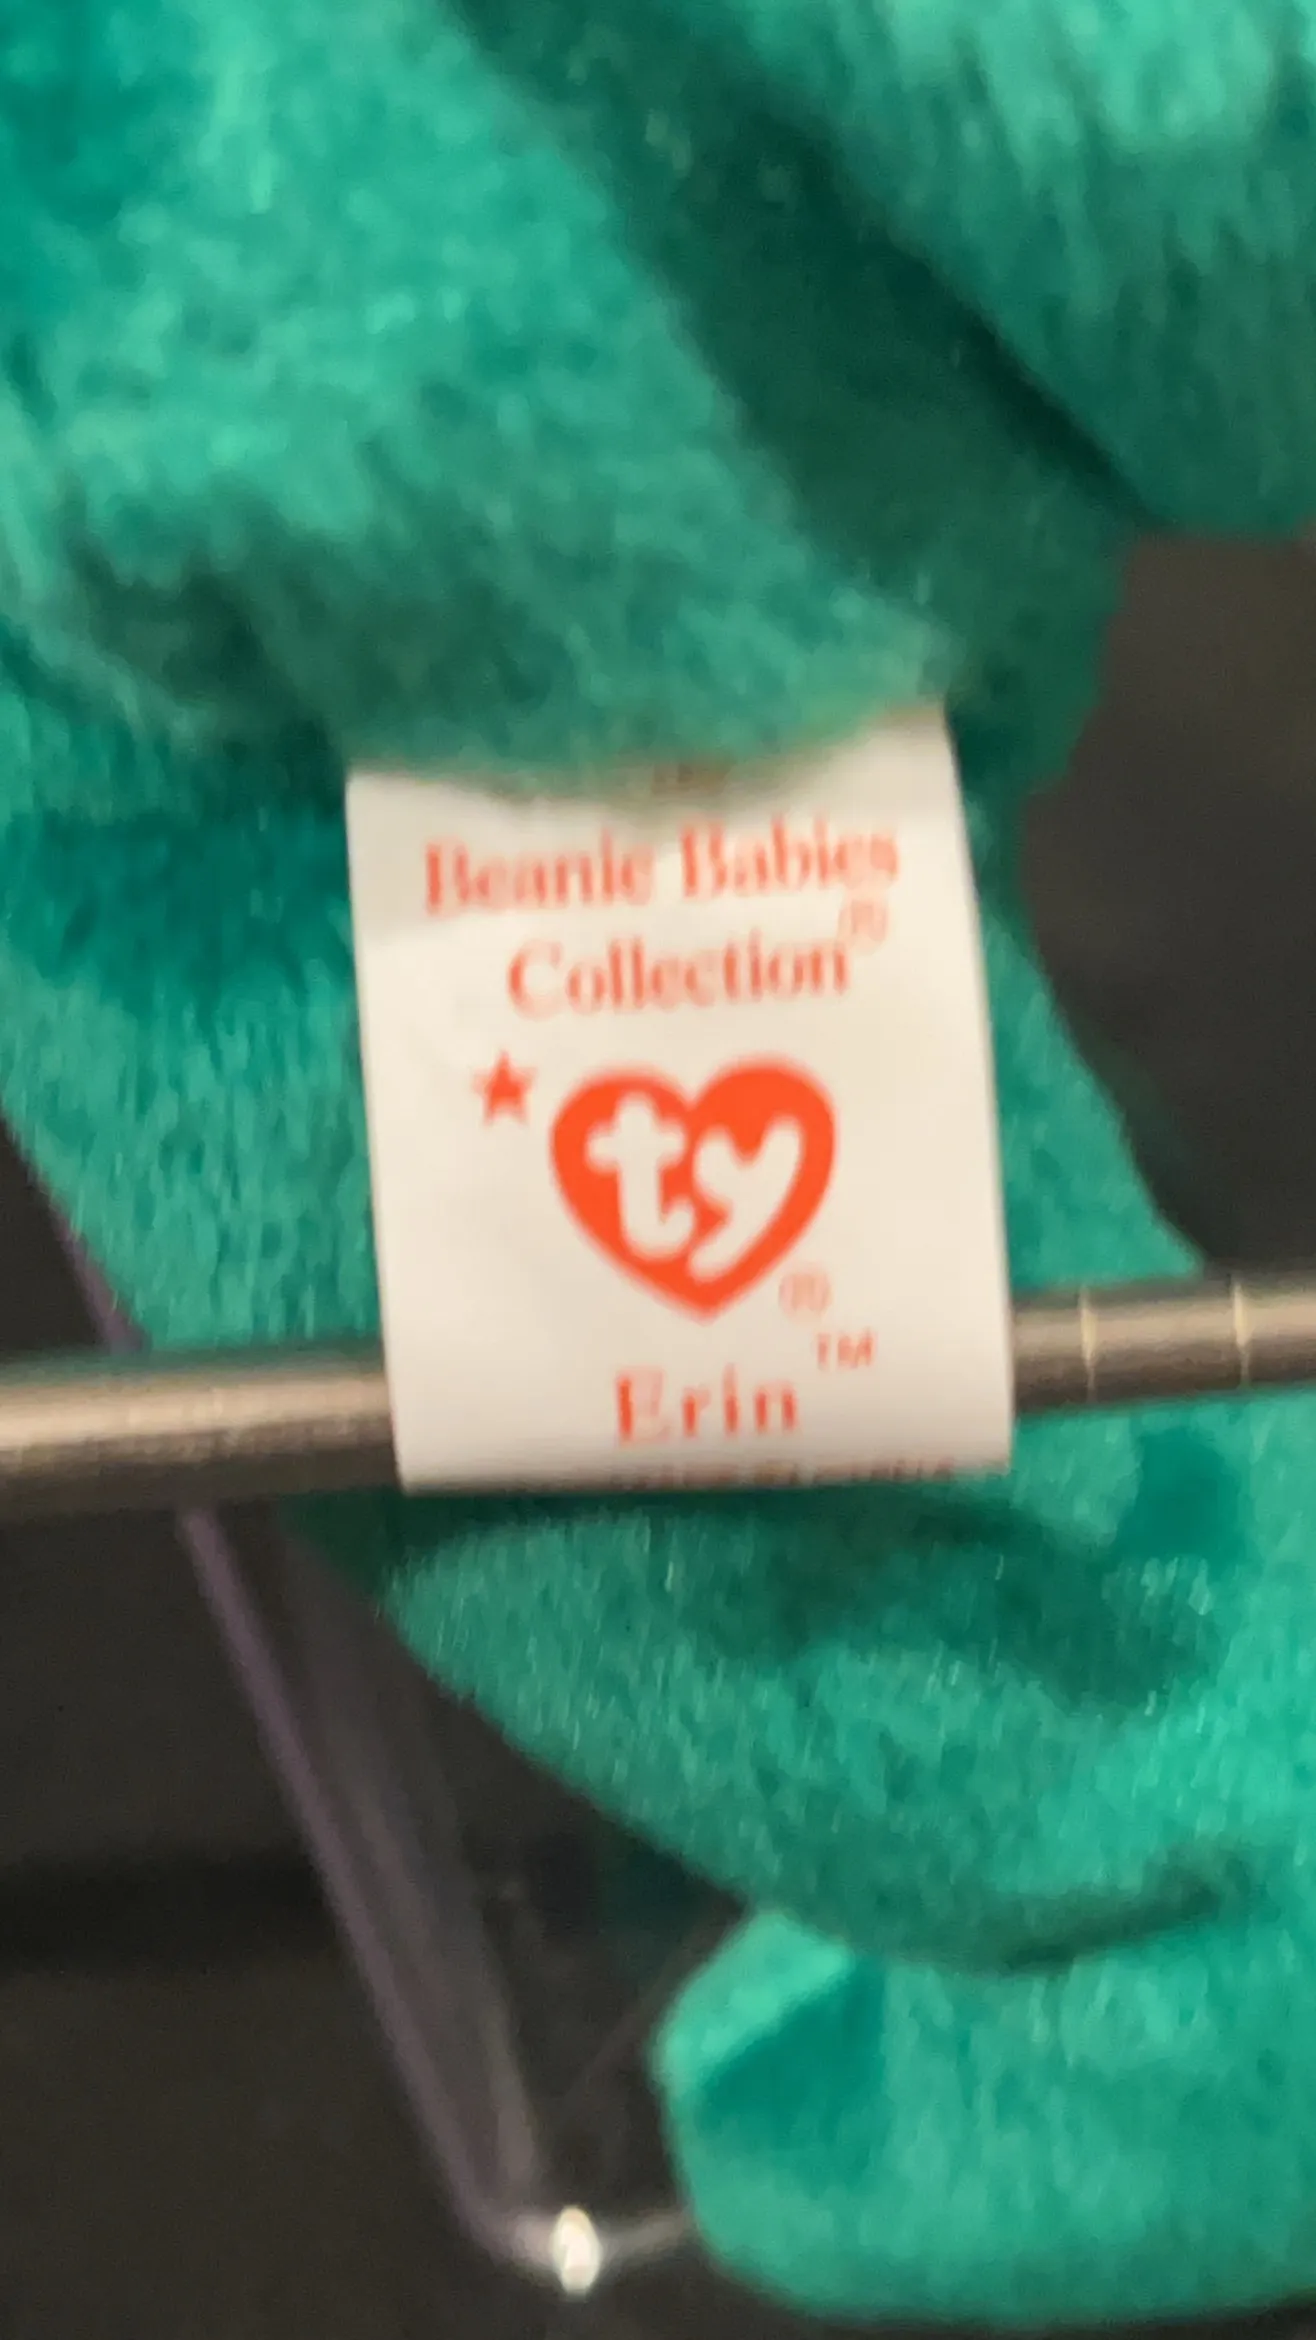 Beanie Babies
Collection®
ty®
Erin™